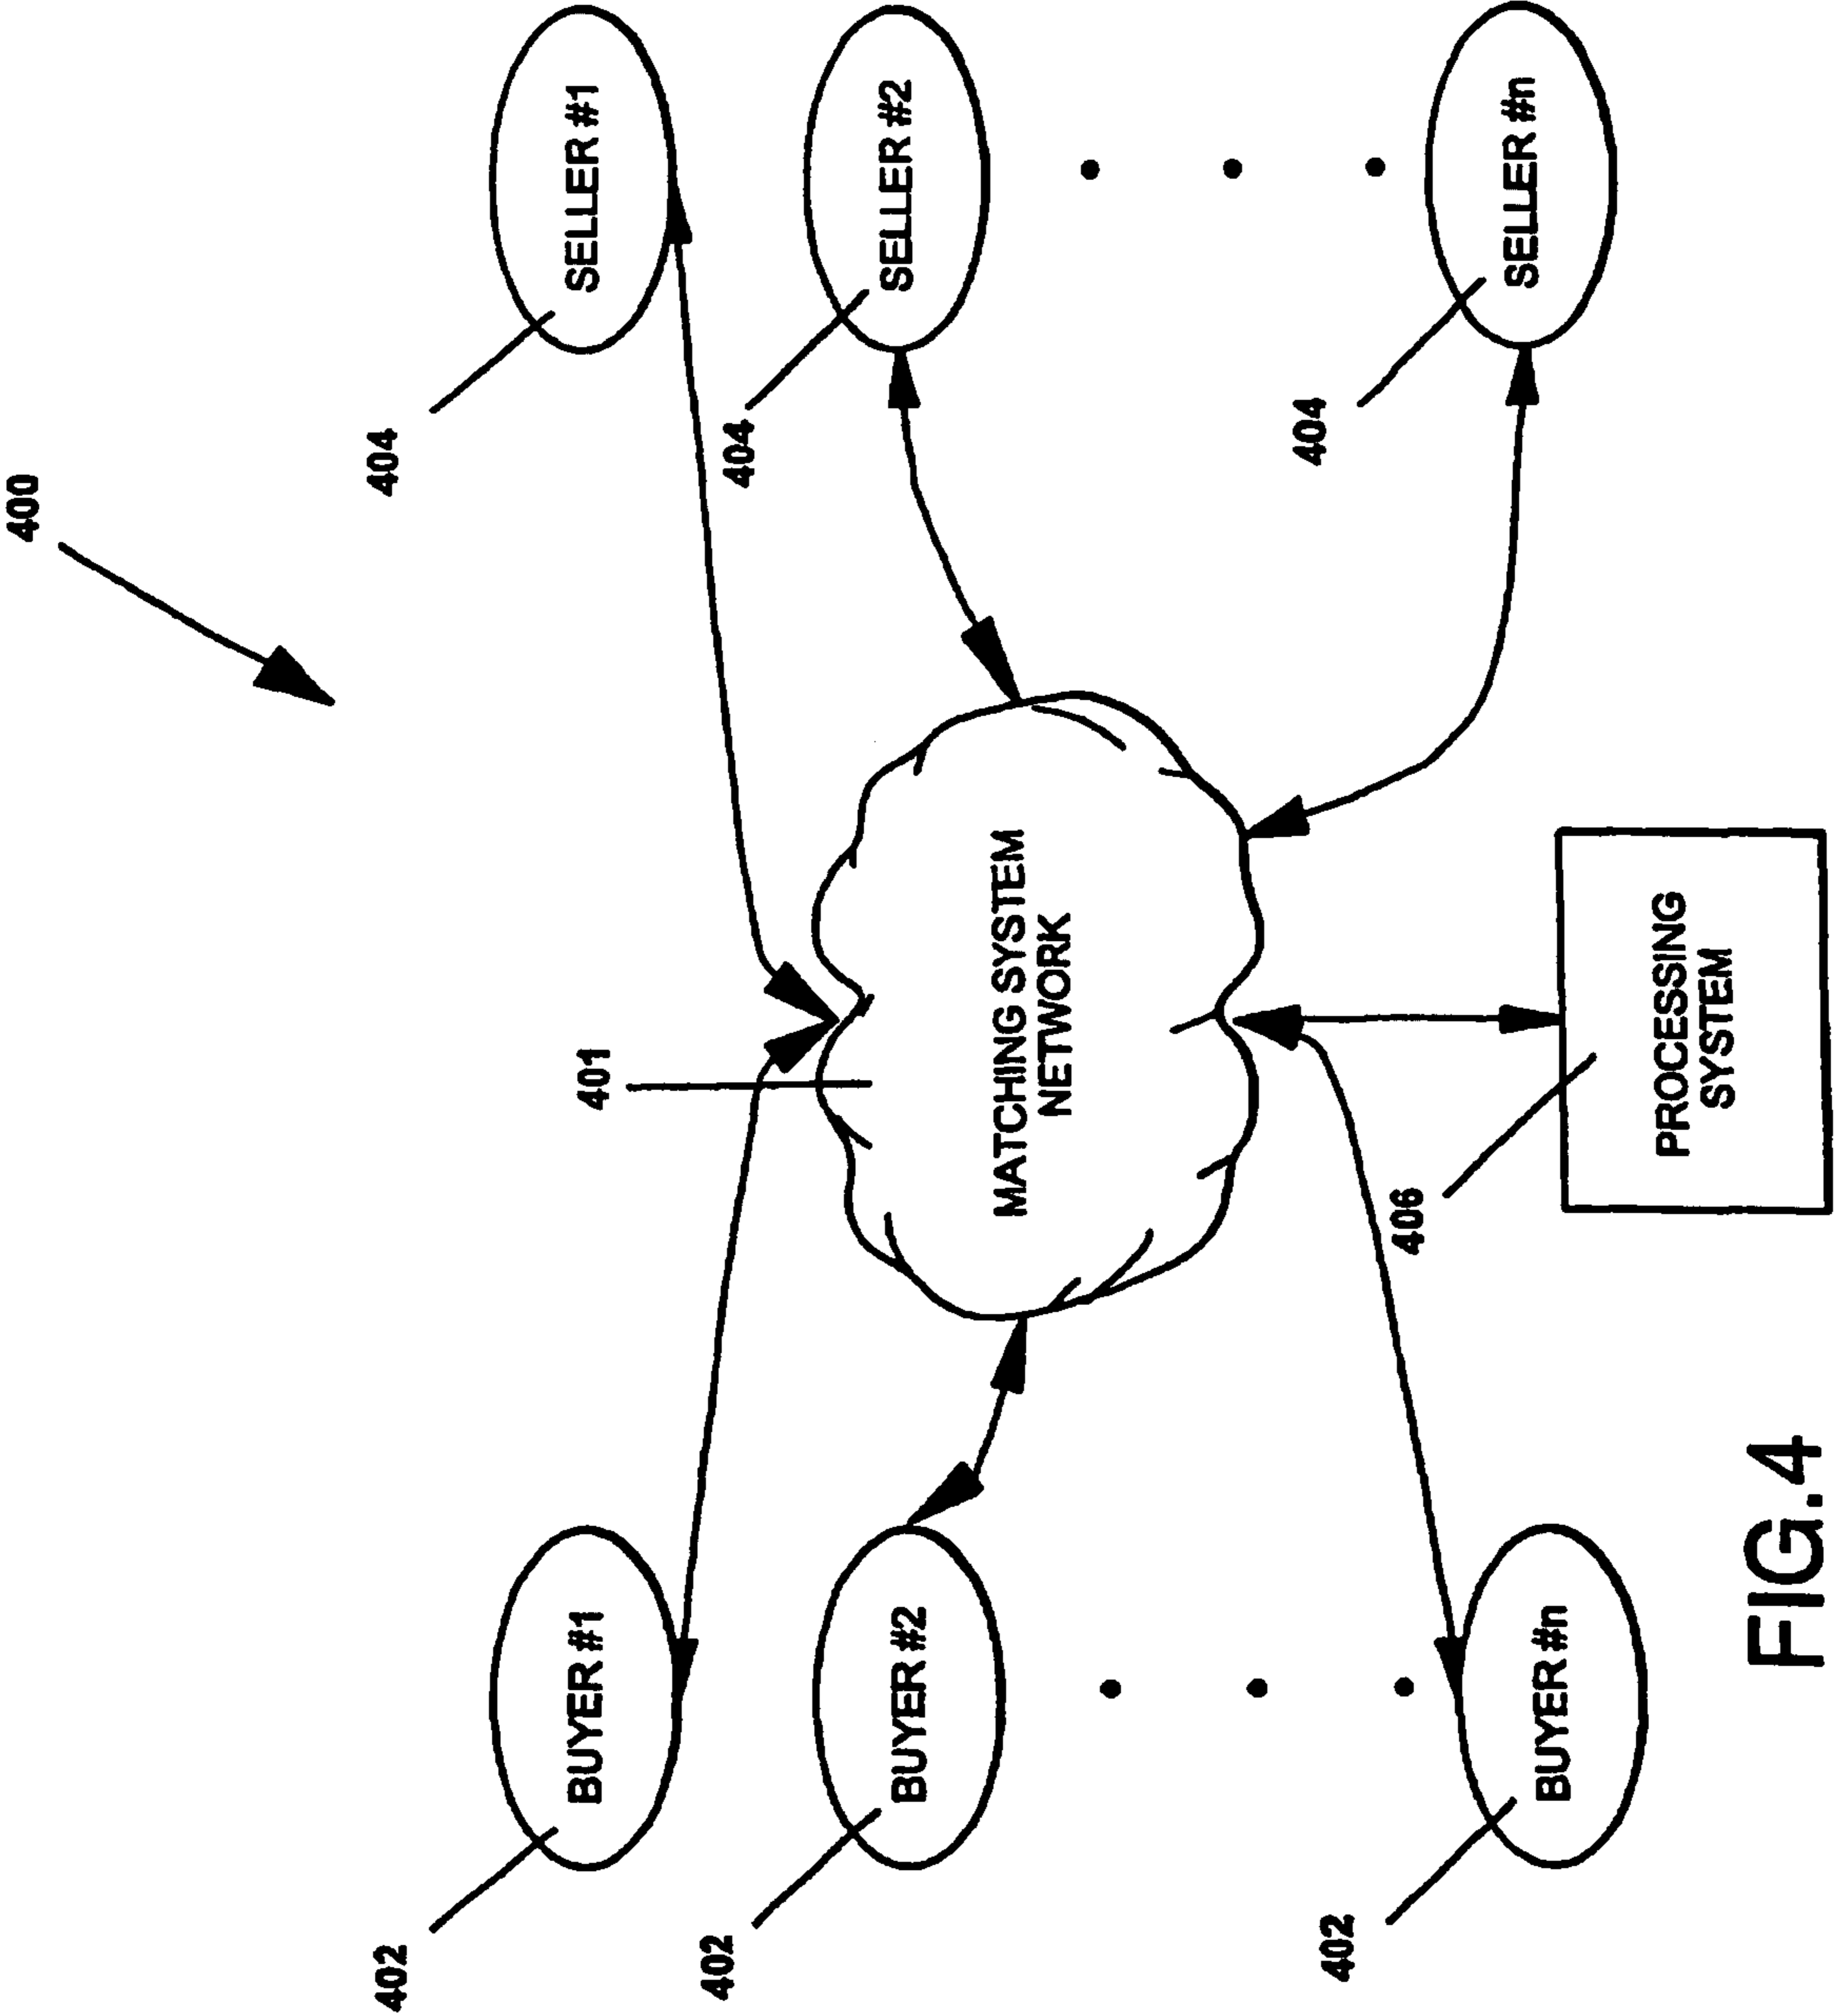 400
404
SELLER #1
404
SELLER #2
404
SELLER #n
401
MATCHING SYSTEM
NETWORK
402
BUYER #1
402
BUYER #2
402
BUYER #n
406
PROCESSING
SYSTEM
FIG.4